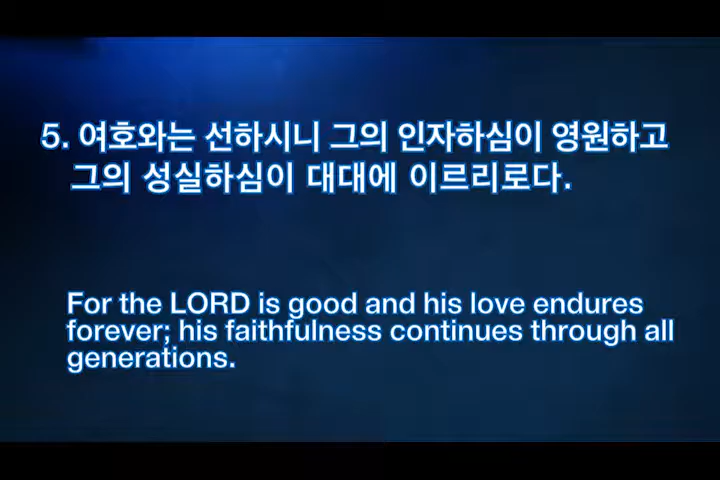 5. 여호와는 선하시니 그의 인자하심이 영원하고
그의 성실하심이 대대에 이르리로다.
For the LORD is good and his love endures
forever; his faithfulness continues through all
generations.